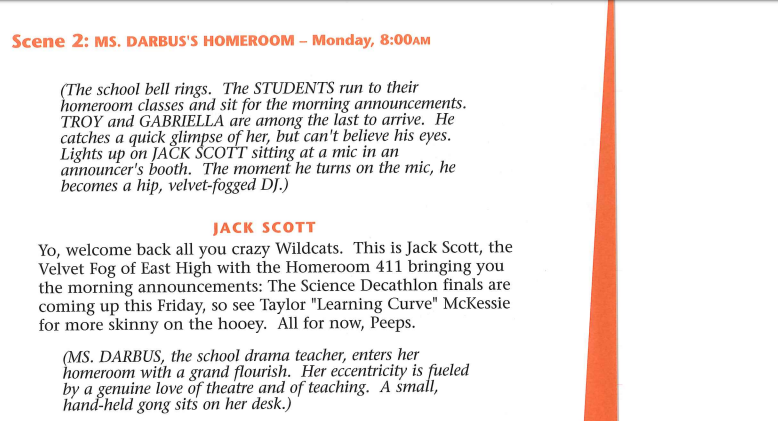 Scene 2: MS. DARBUS'S HOMEROOM – Monday, 8:00AM
(The school bell rings. The STUDENTS run to their
homeroom classes and sit for the morning announcements.
TROY and GABRIELLA are among the last to arrive. He
catches a quick glimpse of her, but can't believe his eyes.
Lights up on JACK SCOTT sitting at a mic in an
announcer's booth. The moment he turns on the mic, he
becomes a hip, velvet-fogged DJ.)
JACK SCOTT
Yo, welcome back all you crazy Wildcats. This is Jack Scott, the
Velvet Fog of East High with the Homeroom 411 bringing you
the morning announcements: The Science Decathlon finals are
coming up this Friday, so see Taylor "Learning Curve" McKessie
for more skinny on the hooey. All for now, Peeps.
(MS. DARBUS, the school drama teacher, enters her
homeroom with a grand flourish. Her eccentricity is fueled
by a genuine love of theatre and of teaching. A small,
hand-held gong sits on her desk.)